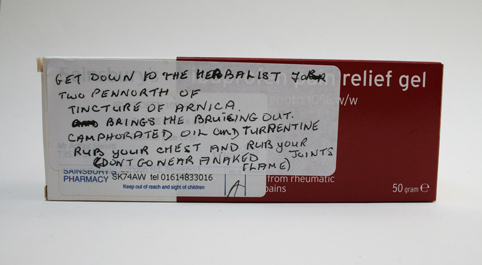 GET DOWN TO THE HERBALIST FOR
TWO PENNORTH OF
TINCTURE OF ARNICA.
BRINGS THE BRUISING OUT.
CAMPHORATED OIL AND TURPENTINE
RUB YOUR CHEST AND RUB YOUR JOINTS
(DON'T GO NEAR A NAKED FLAME)
SAINSBURY'S
PHARMACY SK74AW tel 01614833016
Keep out of reach and sight of children
relief gel
w/w
from rheumatic
pains
50 gram e